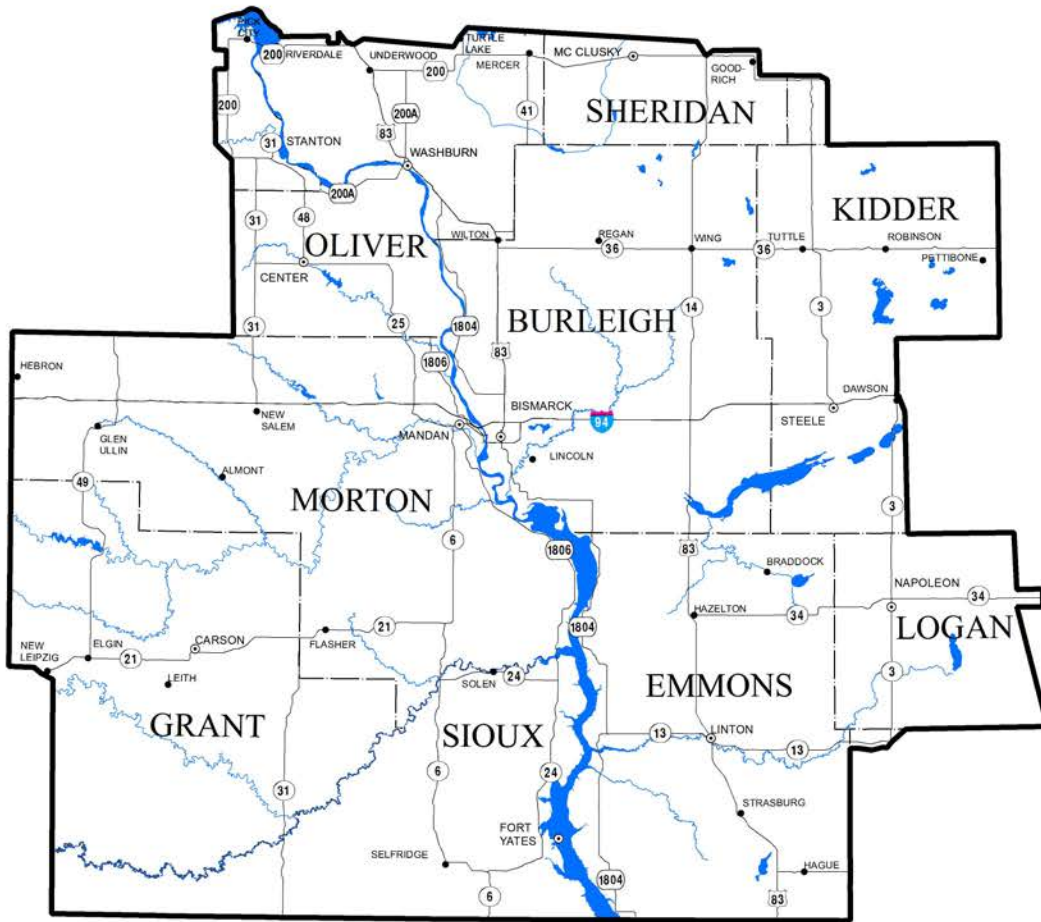 PICK
CITY
RIVERDALE
200
UNDERWOOD
TURTLE
LAKE
200
MERCER
MC CLUSKY
GOOD-
RICH
SHERIDAN
200
200A
83
41
31
STANTON
WASHBURN
200A
31
48
OLIVER
KIDDER
WILTON
REGAN
36
WING
TUTTLE
36
ROBINSON
PETTIBONE
CENTER
14
3
31
25
1804
BURLEIGH
1806
83
HEBRON
DAWSON
NEW
SALEM
BISMARCK
94
STEELE
MANDAN
GLEN
ULLIN
LINCOLN
ALMONT
49
MORTON
3
6
1806
83
BRADDOCK
NAPOLEON
34
HAZELTON
34
LOGAN
21
FLASHER
1804
CARSON
NEW
LEIPZIG
ELGIN
21
LEITH
SOLEN
24
3
EMMONS
GRANT
SIOUX
13
LINTON
13
6
24
31
STRASBURG
FORT
YATES
SELFRIDGE
HAGUE
1804
6
83